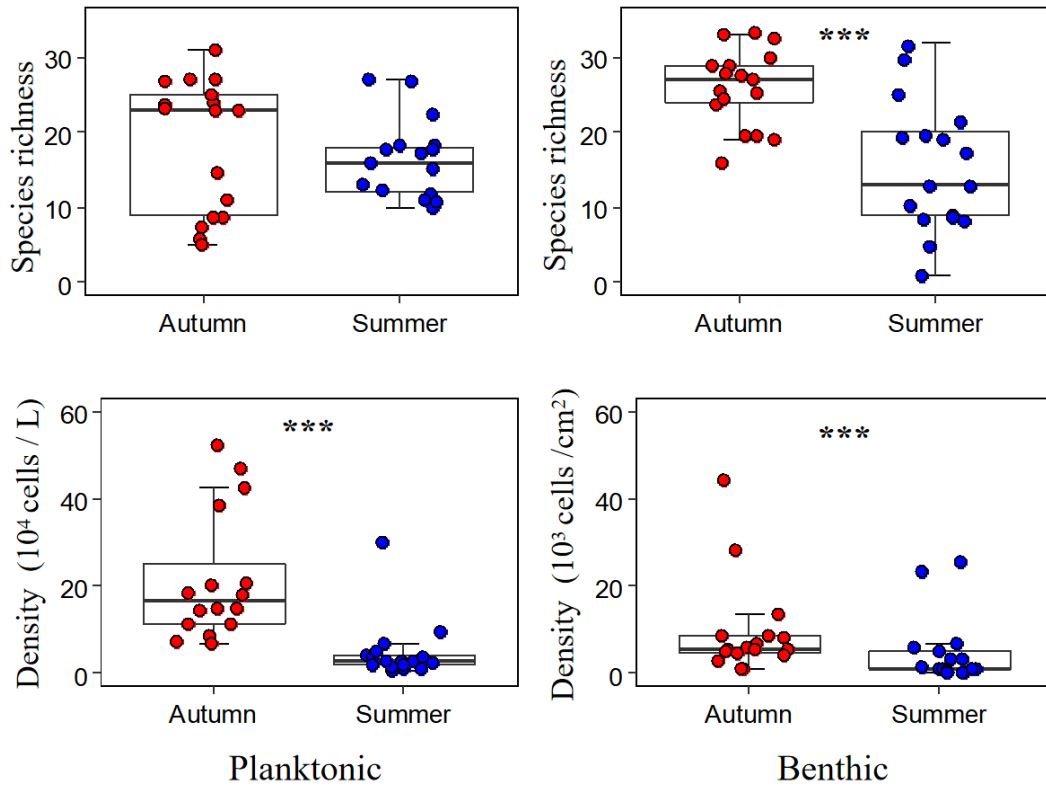 Species richness
30
20
10
0
Autumn
Summer
Species richness
30
20
10
0
***
Autumn
Summer
Density (10⁴ cells / L)
60
40
20
0
***
Autumn
Summer
Planktonic
Density (10³ cells /cm²)
60
40
20
0
***
Autumn
Summer
Benthic